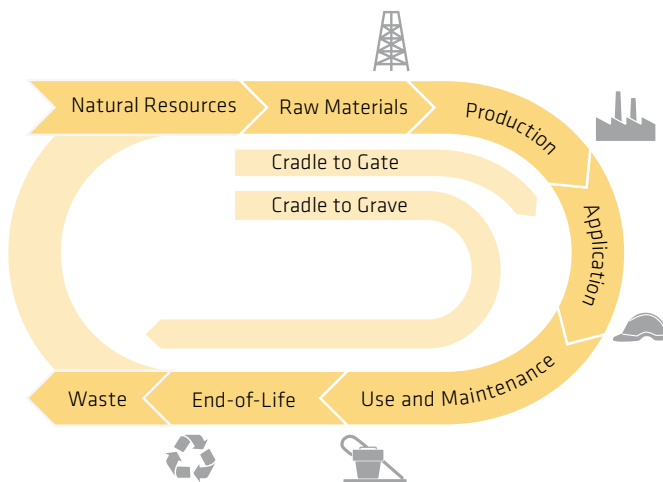 Natural Resources
Raw Materials
Production
Cradle to Gate
Cradle to Grave
Application
Use and Maintenance
End-of-Life
Waste